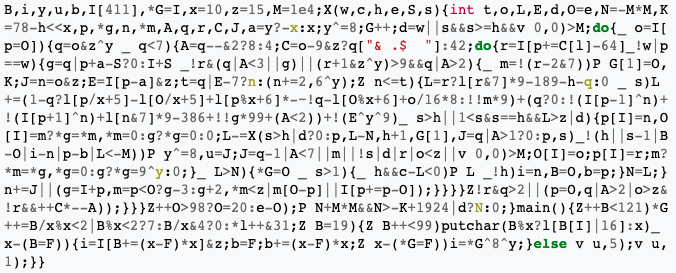 B,i,y,u,b,I[411],*G=I,x=10,z=15,M=1e4;X(w,c,h,e,S,s){int t,o,L,E,d,O=e,N=-M*M,K
=78-h<<x,p,*g,n,*m,A,q,r,C,J,a=y?-x:x;y^=8;G++;d=w||s&&s>=h&&v 0,0)>M;do{_ o=I[
p=O]){q=o&z^y _ q<7){A=q--&2?8:4;C=o-9&z?q["& .$  "]:42;do{r=I[p+=C[l]-64]_!w|p
==w){g=q|p+a-S?0:I+S _!r&(q|A<3||g)||(r+1&z^y)>9&&q|A>2){_ m=!(r-2&7))P G[1]=O,
K;J=n=o&z;E=I[p-a]&z;t=q|E-7?n:(n+=2,6^y);Z n<=t){L=r?l[r&7]*9-189-h-q:0 _ s)L
+=(1-q?l[p/x+5]-l[O/x+5]+l[p%x+6]*-~!q-l[O%x+6]+o/16*8:!!m*9)+(q?0:!(I[p-1]^n)+
!(I[p+1]^n)+l[n&7]*9-386+!!g*99+(A<2))+!(E^y^9)_ s>h||1<s&s==h&&L>z|d){p[I]=n,O
[I]=m?*g=*m,*m=0:g?*g=0:0;L-=X(s>h|d?0:p,L-N,h+1,G[1],J=q|A>1?0:p,s)_!(h||s-1|B
-O|i-n|p-b|L<-M))P y^=8,u=J;J=q-1|A<7||m||!s|d|r|o<z||v 0,0)>M;O[I]=o;p[I]=r;m?
*m=*g,*g=0:g?*g=9^y:0;}_ L>N){*G=O _ s>1){_ h&&c-L<0)P L _!h)i=n,B=O,b=p;}N=L;}
n+=J||(g=I+p,m=p<O?g-3:g+2,*m<z|m[O-p]||I[p+=p-O]);}}}}Z!r&q>2||(p=O,q|A>2|o>z&
!r&&++C*--A));}}}Z++O>98?O=20:e-O);P N+M*M&&N>-K+1924|d?N:0;}main(){Z++B<121)*G
++=B/x%x<2|B%x<2?7:B/x&4?0:*l++&31;Z B=19){Z B++<99)putchar(B%x?l[B[I]|16]:x)_
x-(B=F)){i=I[B+=(x-F)*x]&z;b=F;b+=(x-F)*x;Z x-(*G=F))i=*G^8^y;}else v u,5);v u,
1);}}